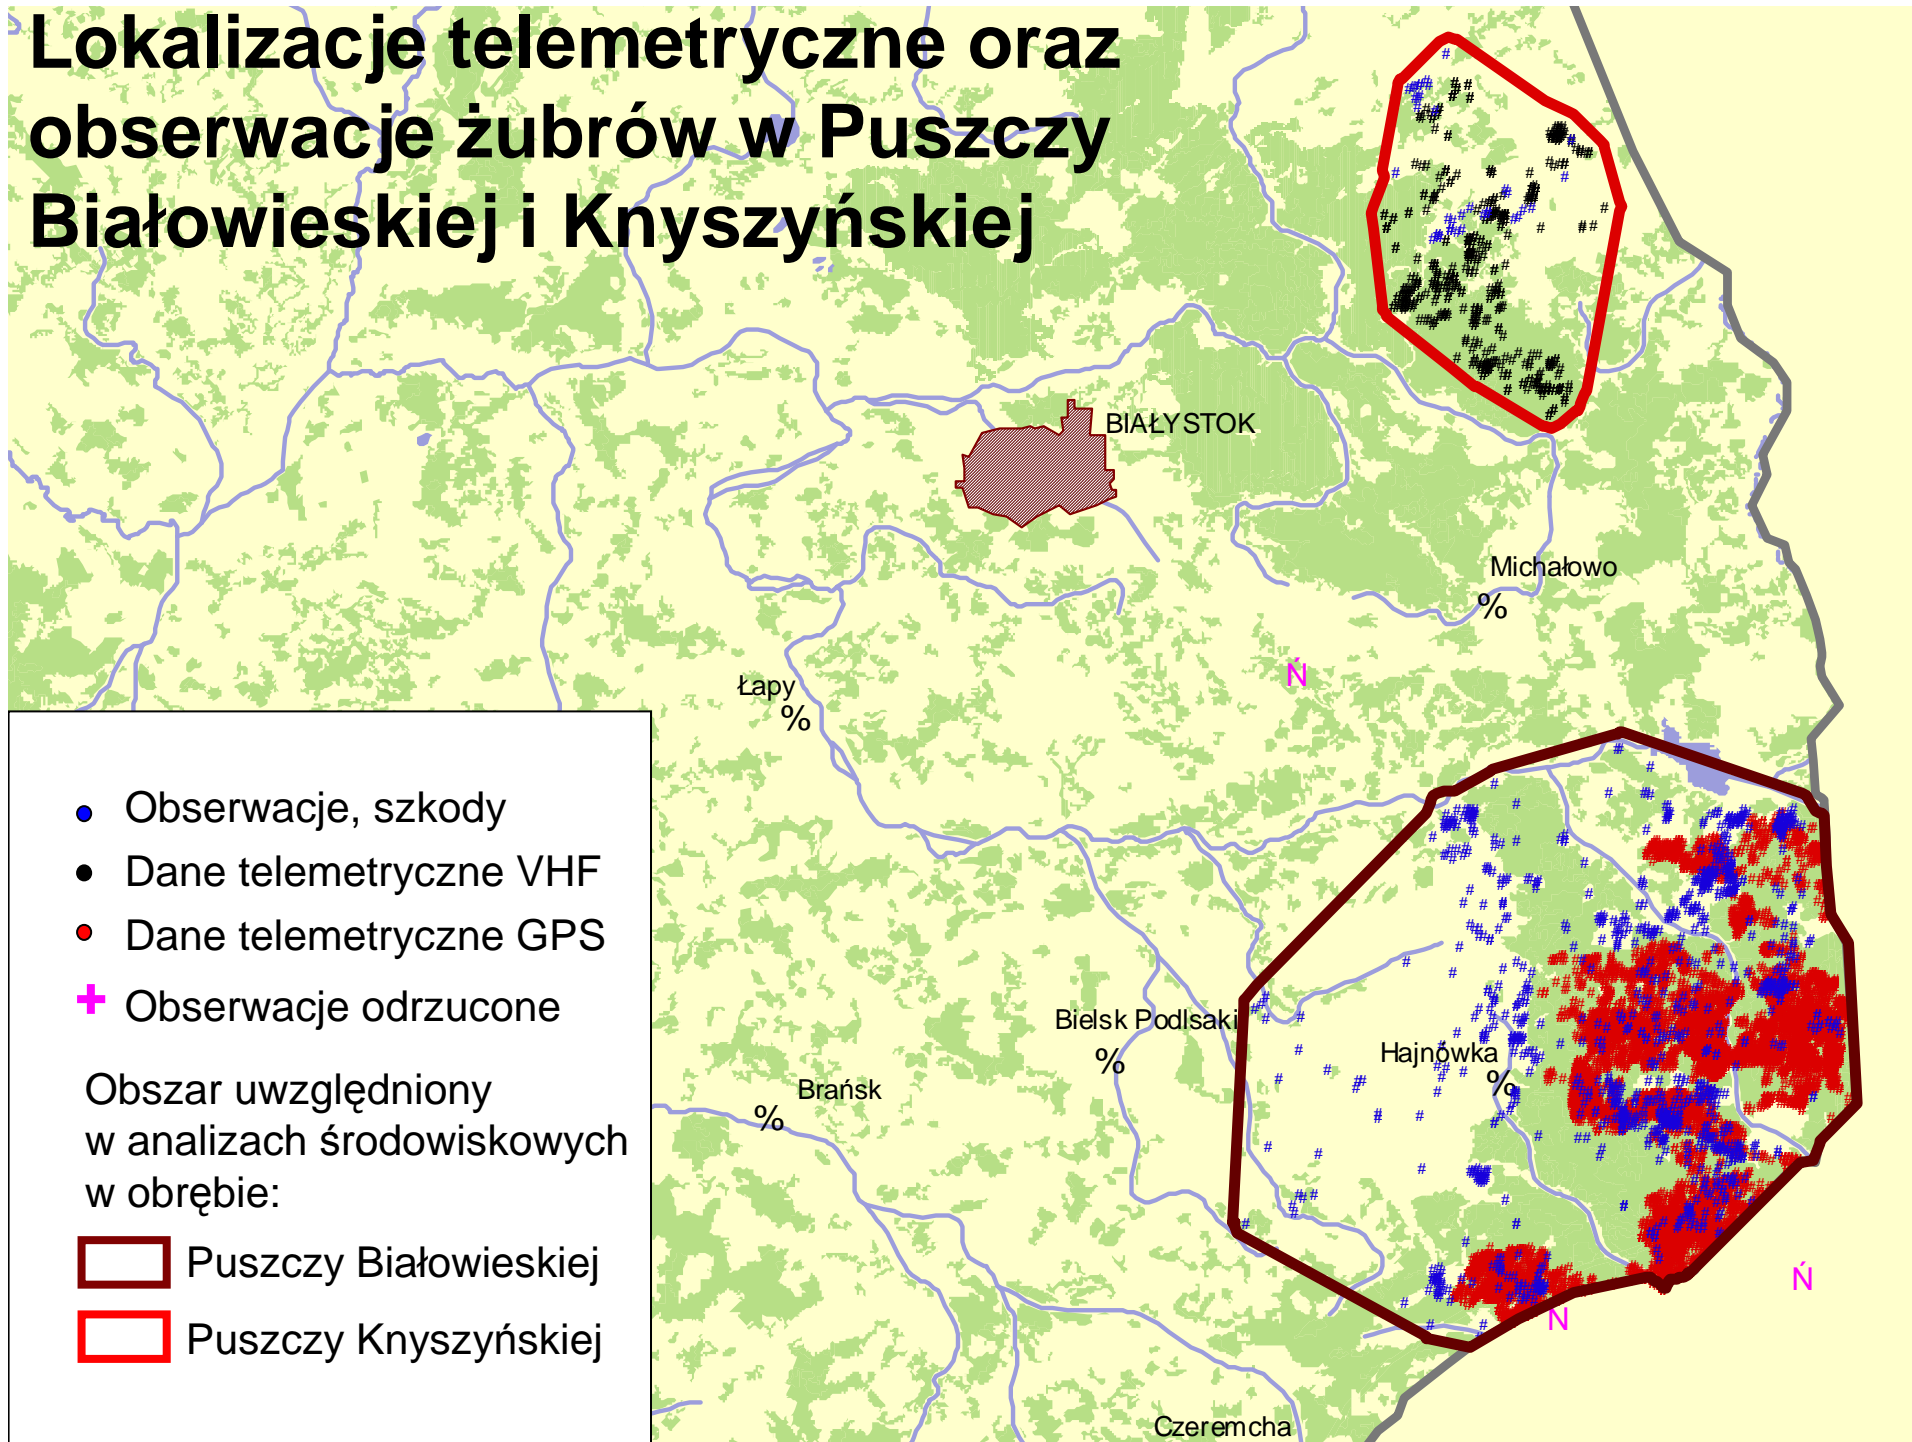 Lokalizacje telemetryczne oraz
obserwacje żubrów w Puszczy
Białowieskiej i Knyszyńskiej
BIAŁYSTOK
Michałowo
%
Ń
Łapy
%
Bielsk Podlsaki
%
Hajnówka
%
Brańsk
%
Ń
Ń
Czeremcha
Obserwacje, szkody
Dane telemetryczne VHF
Dane telemetryczne GPS
Obserwacje odrzucone
Obszar uwzględniony
w analizach środowiskowych
w obrębie:
Puszczy Białowieskiej
Puszczy Knyszyńskiej